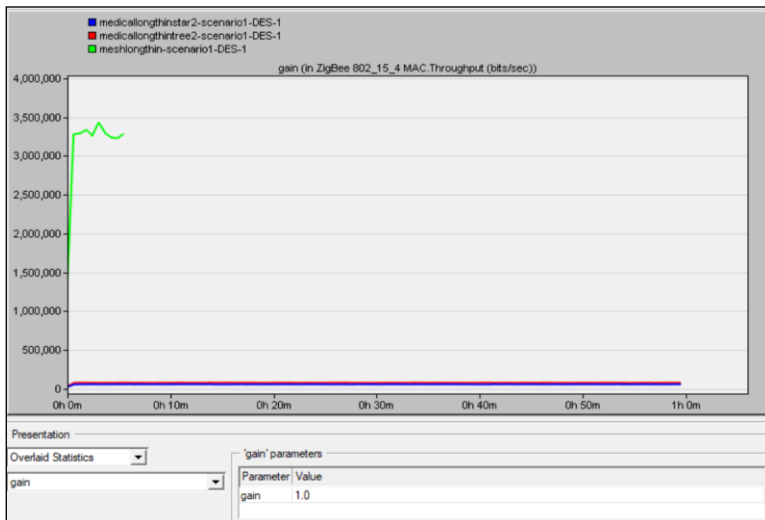 medicallongthinstar2-scenario1-DES-1
medicallongthintree2-scenario1-DES-1
meshlongthin-scenario1-DES-1
gain (in ZigBee 802_15_4 MAC.Throughput (bits/sec))
4,000,000
3,500,000
3,000,000
2,500,000
2,000,000
1,500,000
1,000,000
500,000
0
0h 0m 0h 10m 0h 20m 0h 30m 0h 40m 0h 50m 1h 0m
Presentation
Overlaid Statistics
gain
'gain' parameters
Parameter Value
gain 1.0